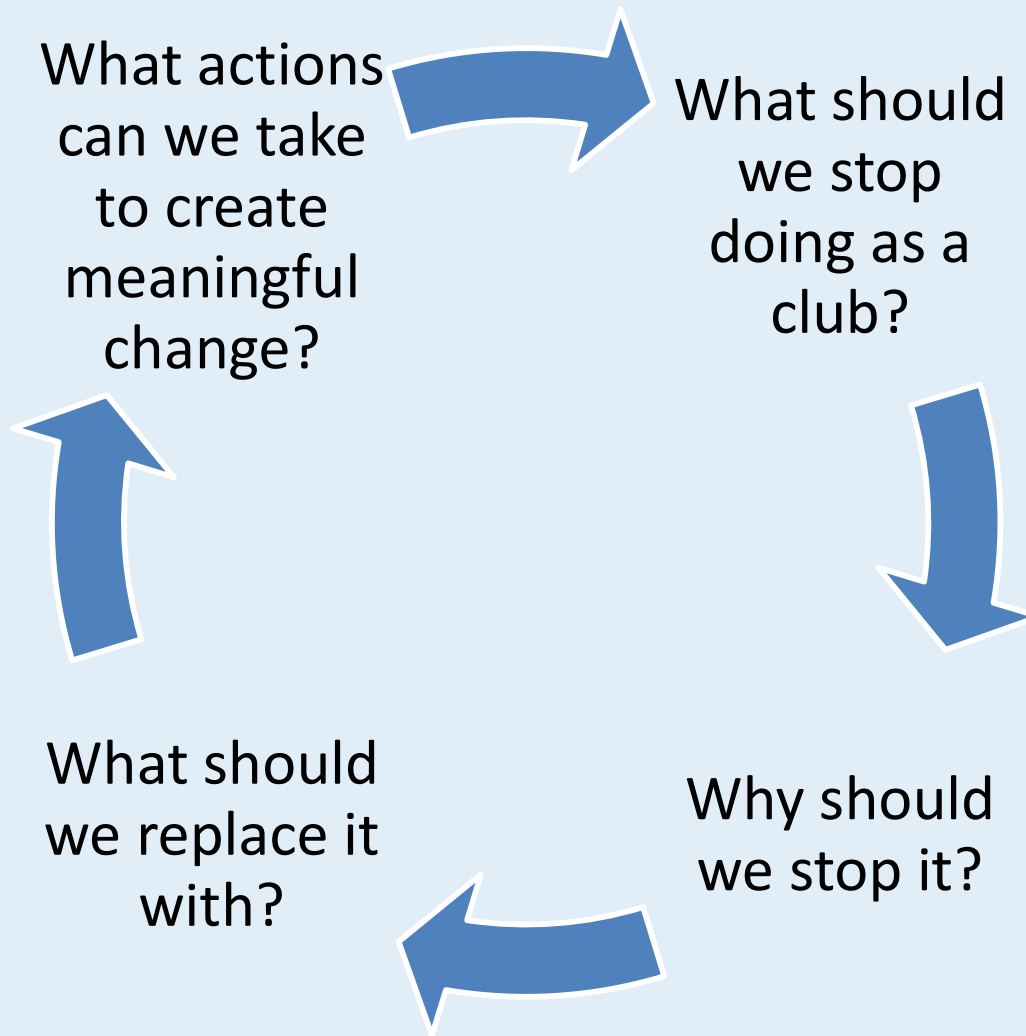 What actions
can we take
to create
meaningful
change?
What should
we stop
doing as a
club?
Why should
we stop it?
What should
we replace it
with?